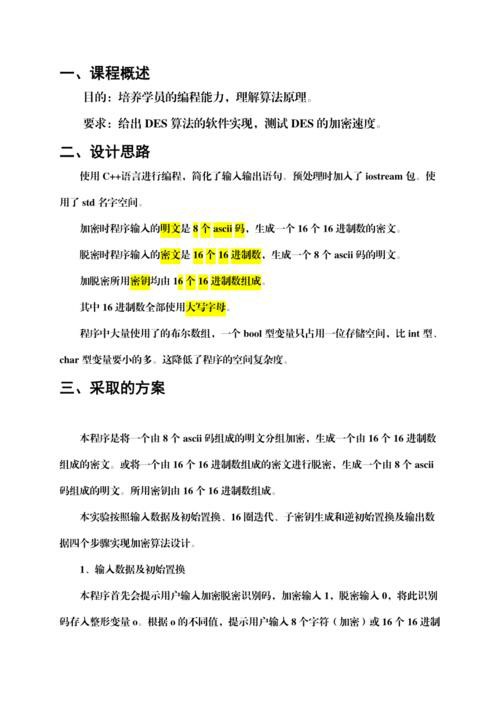 一、课程概述
目的：培养学员的编程能力，理解算法原理。
要求：给出 DES 算法的软件实现，测试 DES 的加密速度。
二、设计思路
使用 C++语言进行编程，简化了输入输出语句。预处理时加入了 iostream 包。使
用了 std 名字空间。
加密时程序输入的明文是 8 个 ascii 码，生成一个 16 个 16 进制数的密文。
脱密时程序输入的密文是 16 个 16 进制数，生成一个 8 个 ascii 码的明文。
加脱密所用密钥均由 16 个 16 进制数组成。
其中 16 进制数全部使用大写字母。
程序中大量使用了的布尔数组，一个 bool 型变量只占用一位存储空间，比 int 型、
char 型变量要小的多。这降低了程序的空间复杂度。
三、采取的方案
本程序是将一个由 8 个 ascii 码组成的明文分组加密，生成一个由 16 个 16 进制数
组成的密文。或将一个由 16 个 16 进制数组成的密文进行脱密，生成一个由 8 个 ascii
码组成的明文。所用密钥由 16 个 16 进制数组成。
本实验按照输入数据及初始置换、16 圈迭代、子密钥生成和逆初始置换及输出数
据四个步骤实现加密算法设计。
1、输入数据及初始置换
本程序首先会提示用户输入加密脱密识别码，加密输入 1，脱密输入 0，将此识别
码存入整形变量 o。根据 o 的不同值，提示用户输入 8 个字符（加密）或 16 个 16 进制